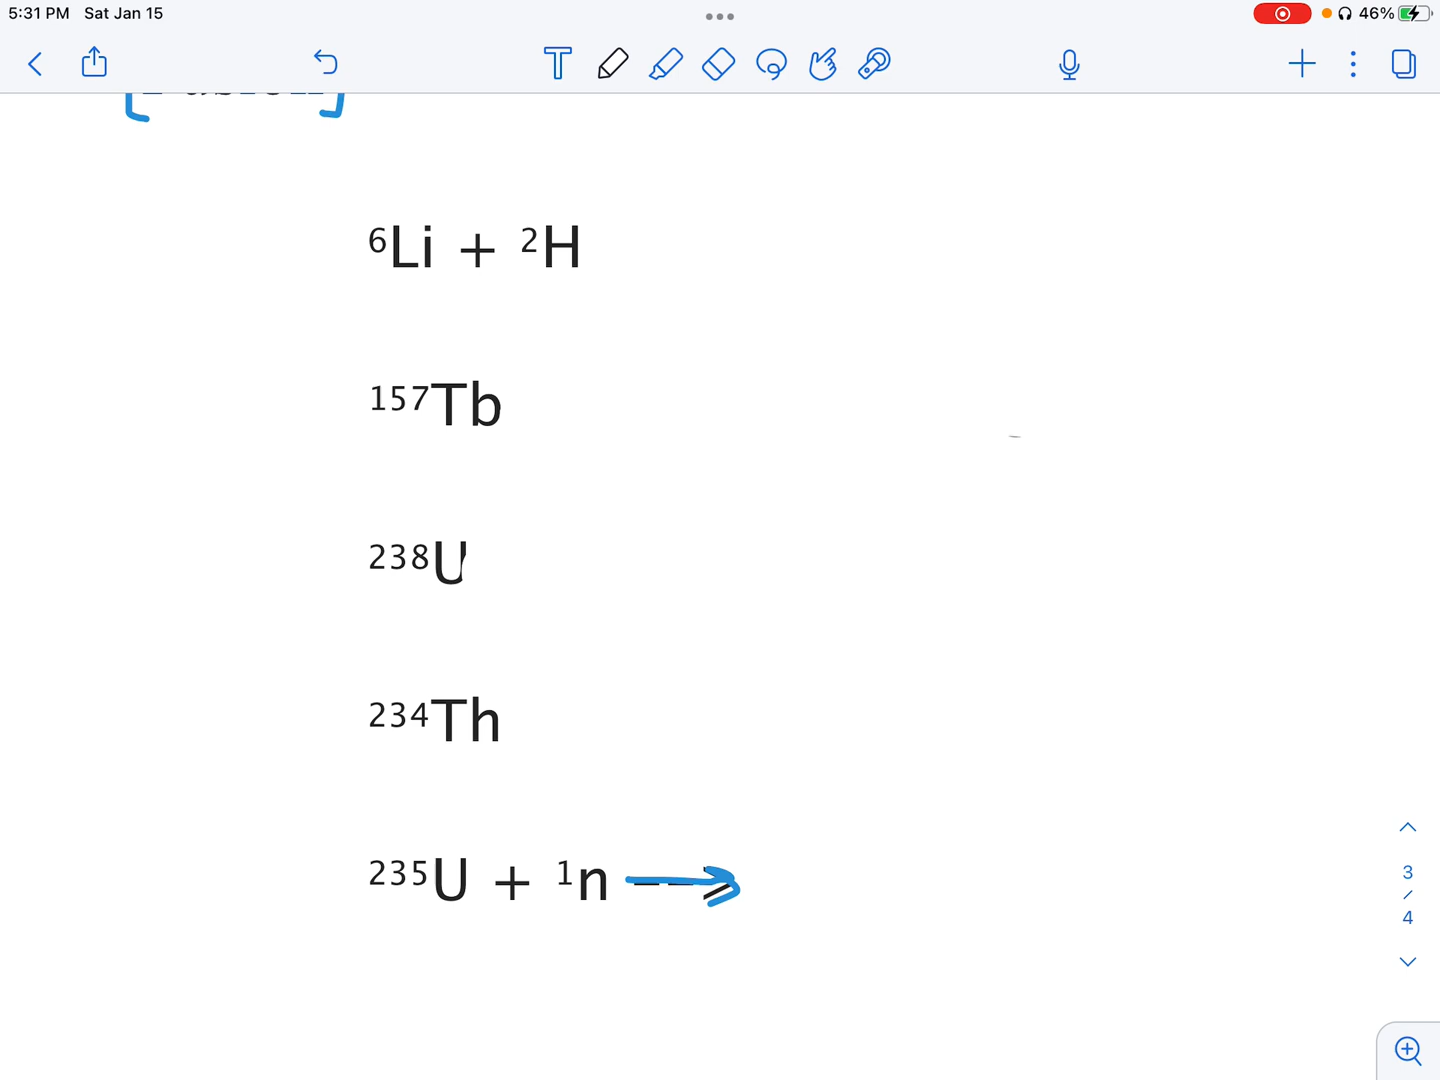 5:31 PM Sat Jan 15 46%
⁶Li + ²H
¹⁵⁷Tb
²³⁸U
²³⁴Th
²³⁵U + ¹n -->
3
/
4